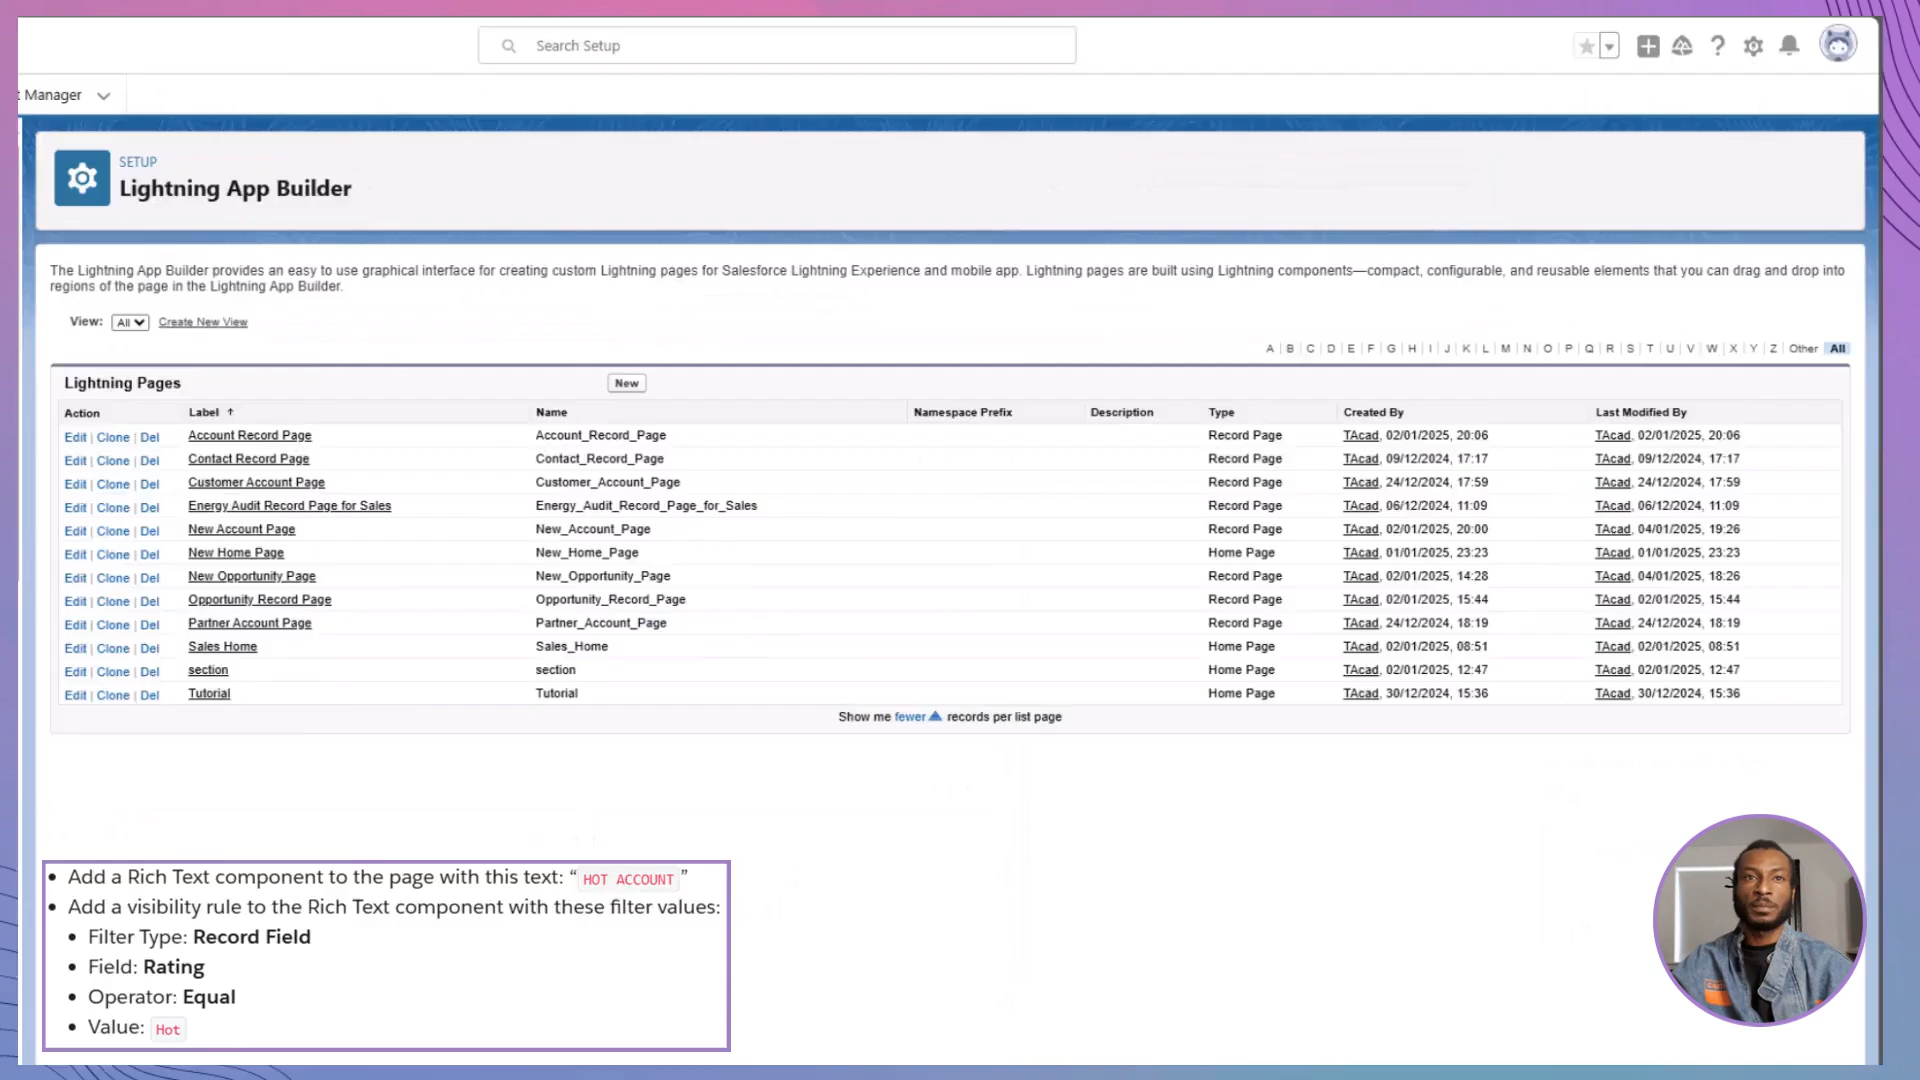 Search Setup
t Manager
SETUP
Lightning App Builder
The Lightning App Builder provides an easy to use graphical interface for creating custom Lightning pages for Salesforce Lightning Experience and mobile app. Lightning pages are built using Lightning components—compact, configurable, and reusable elements that you can drag and drop into
regions of the page in the Lightning App Builder.
View: All Create New View
A | B | C | D | E | F | G | H | I | J | K | L | M | N | O | P | Q | R | S | T | U | V | W | X | Y | Z | Other All
Lightning Pages New
Action Label ↑ Name Namespace Prefix Description Type Created By Last Modified By
Edit | Clone | Del Account Record Page Account_Record_Page Record Page TAcad, 02/01/2025, 20:06 TAcad, 02/01/2025, 20:06
Edit | Clone | Del Contact Record Page Contact_Record_Page Record Page TAcad, 09/12/2024, 17:17 TAcad, 09/12/2024, 17:17
Edit | Clone | Del Customer Account Page Customer_Account_Page Record Page TAcad, 24/12/2024, 17:59 TAcad, 24/12/2024, 17:59
Edit | Clone | Del Energy Audit Record Page for Sales Energy_Audit_Record_Page_for_Sales Record Page TAcad, 06/12/2024, 11:09 TAcad, 06/12/2024, 11:09
Edit | Clone | Del New Account Page New_Account_Page Record Page TAcad, 02/01/2025, 20:00 TAcad, 04/01/2025, 19:26
Edit | Clone | Del New Home Page New_Home_Page Home Page TAcad, 01/01/2025, 23:23 TAcad, 01/01/2025, 23:23
Edit | Clone | Del New Opportunity Page New_Opportunity_Page Record Page TAcad, 02/01/2025, 14:28 TAcad, 04/01/2025, 18:26
Edit | Clone | Del Opportunity Record Page Opportunity_Record_Page Record Page TAcad, 02/01/2025, 15:44 TAcad, 02/01/2025, 15:44
Edit | Clone | Del Partner Account Page Partner_Account_Page Record Page TAcad, 24/12/2024, 18:19 TAcad, 24/12/2024, 18:19
Edit | Clone | Del Sales Home Sales_Home Home Page TAcad, 02/01/2025, 08:51 TAcad, 02/01/2025, 08:51
Edit | Clone | Del section section Home Page TAcad, 02/01/2025, 12:47 TAcad, 02/01/2025, 12:47
Edit | Clone | Del Tutorial Tutorial Home Page TAcad, 30/12/2024, 15:36 TAcad, 30/12/2024, 15:36
Show me fewer records per list page
• Add a Rich Text component to the page with this text: “HOT ACCOUNT”
• Add a visibility rule to the Rich Text component with these filter values:
• Filter Type: Record Field
• Field: Rating
• Operator: Equal
• Value: Hot